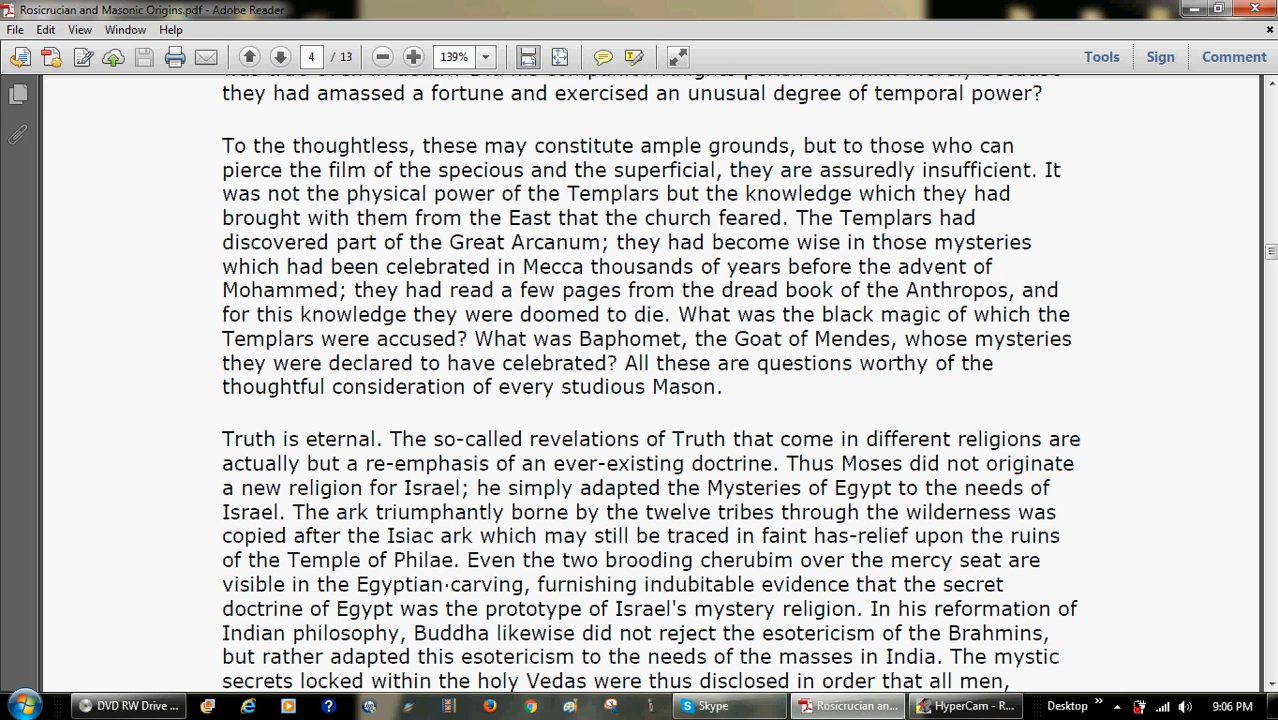 Rosicrucian and Masonic Origins.pdf - Adobe Reader
File Edit View Window Help
4 / 13 139% Tools Sign Comment
they had amassed a fortune and exercised an unusual degree of temporal power?
To the thoughtless, these may constitute ample grounds, but to those who can
pierce the film of the specious and the superficial, they are assuredly insufficient. It
was not the physical power of the Templars but the knowledge which they had
brought with them from the East that the church feared. The Templars had
discovered part of the Great Arcanum; they had become wise in those mysteries
which had been celebrated in Mecca thousands of years before the advent of
Mohammed; they had read a few pages from the dread book of the Anthropos, and
for this knowledge they were doomed to die. What was the black magic of which the
Templars were accused? What was Baphomet, the Goat of Mendes, whose mysteries
they were declared to have celebrated? All these are questions worthy of the
thoughtful consideration of every studious Mason.
Truth is eternal. The so-called revelations of Truth that come in different religions are
actually but a re-emphasis of an ever-existing doctrine. Thus Moses did not originate
a new religion for Israel; he simply adapted the Mysteries of Egypt to the needs of
Israel. The ark triumphantly borne by the twelve tribes through the wilderness was
copied after the Isiac ark which may still be traced in faint has-relief upon the ruins
of the Temple of Philae. Even the two brooding cherubim over the mercy seat are
visible in the Egyptian·carving, furnishing indubitable evidence that the secret
doctrine of Egypt was the prototype of Israel's mystery religion. In his reformation of
Indian philosophy, Buddha likewise did not reject the esotericism of the Brahmins,
but rather adapted this esotericism to the needs of the masses in India. The mystic
secrets locked within the holy Vedas were thus disclosed in order that all men,
DVD RW Drive ... Skype Rosicrucian an... HyperCam - R... Desktop 9:06 PM